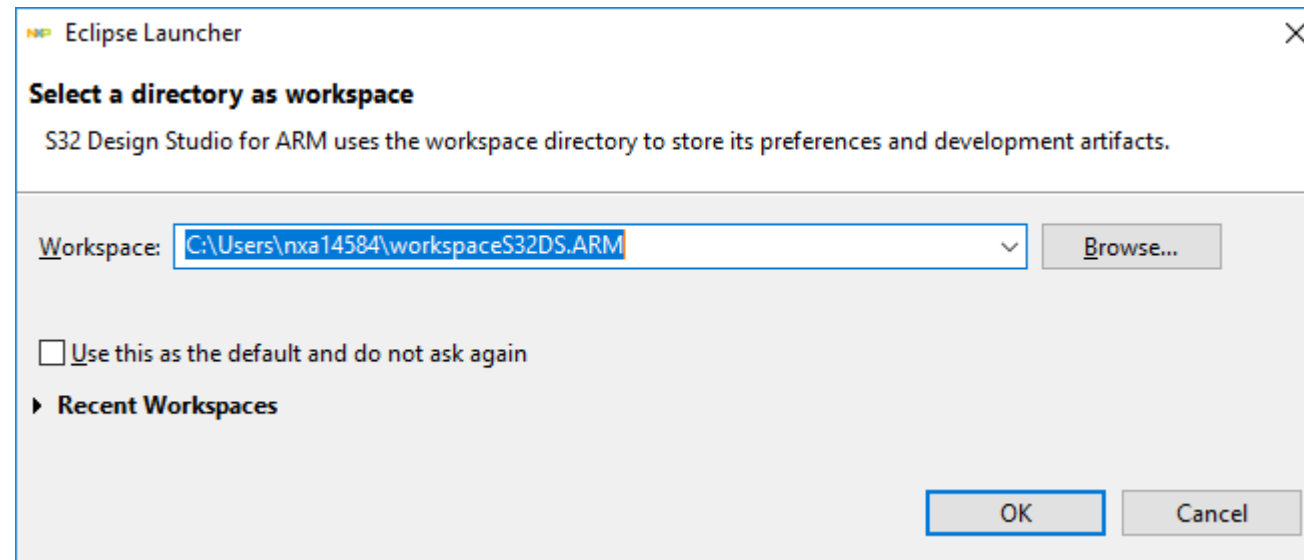 NXP Eclipse Launcher
Select a directory as workspace
S32 Design Studio for ARM uses the workspace directory to store its preferences and development artifacts.
Workspace: C:\Users\nxa14584\workspaceS32DS.ARM Browse...
Use this as the default and do not ask again
Recent Workspaces
OK Cancel